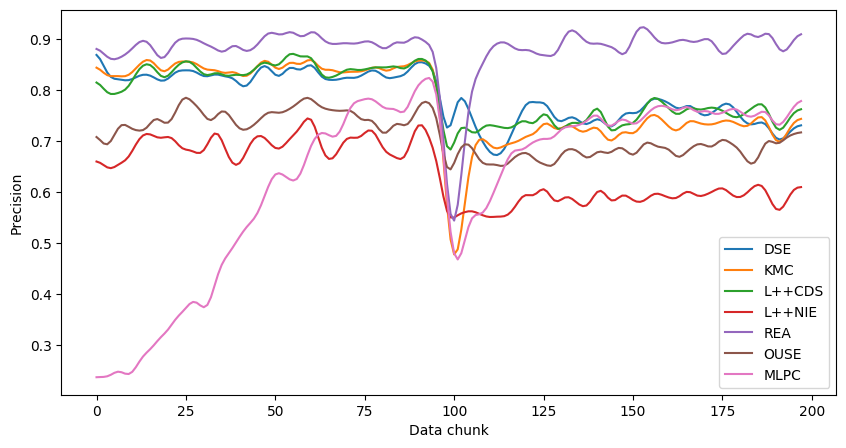 0.9
0.8
0.7
0.6
0.5
0.4
0.3
Precision
0 25 50 75 100 125 150 175 200
Data chunk
DSE
KMC
L++CDS
L++NIE
REA
OUSE
MLPC